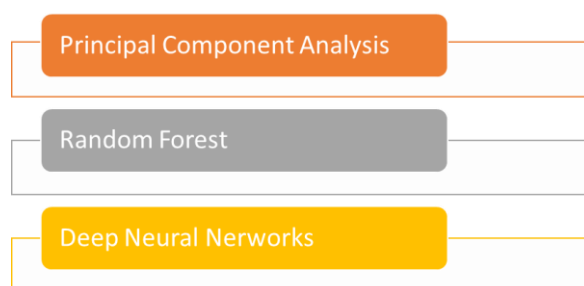 Principal Component Analysis
Random Forest
Deep Neural Nerworks